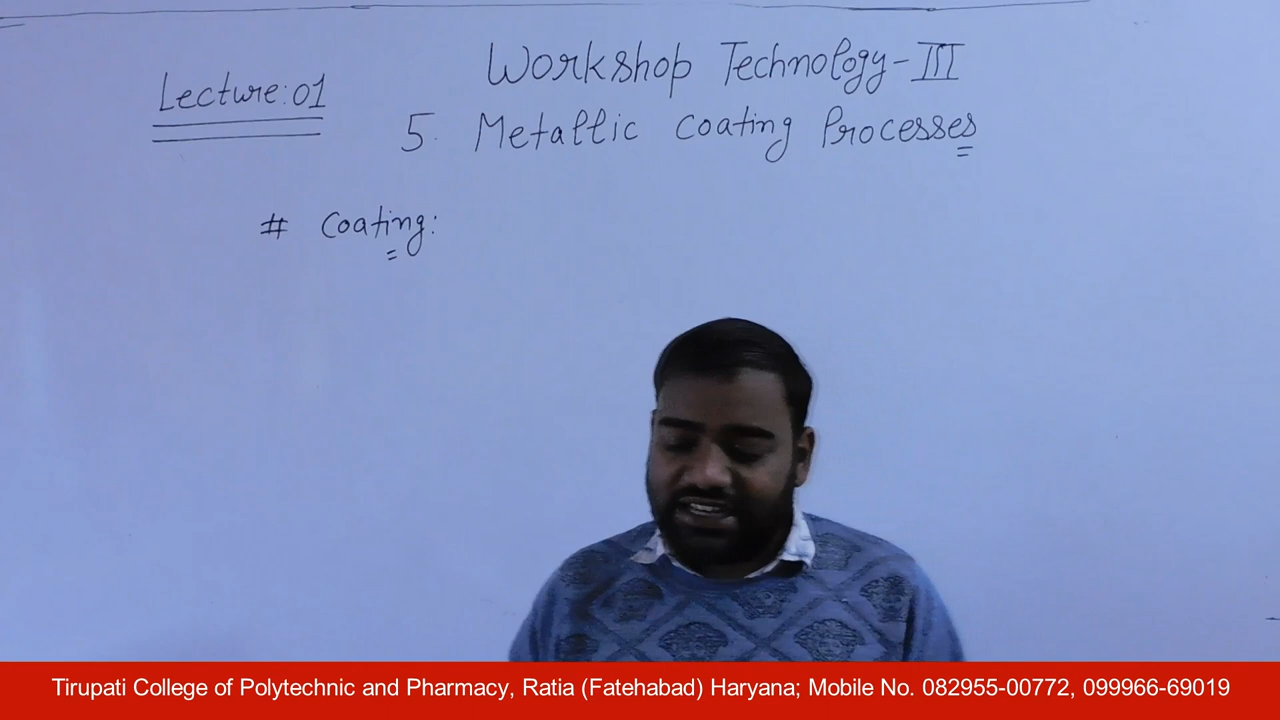 Workshop Technology-III
Lecture:01
5. Metallic Coating Processes
# Coating:
Tirupati College of Polytechnic and Pharmacy, Ratia (Fatehabad) Haryana; Mobile No. 082955-00772, 099966-69019